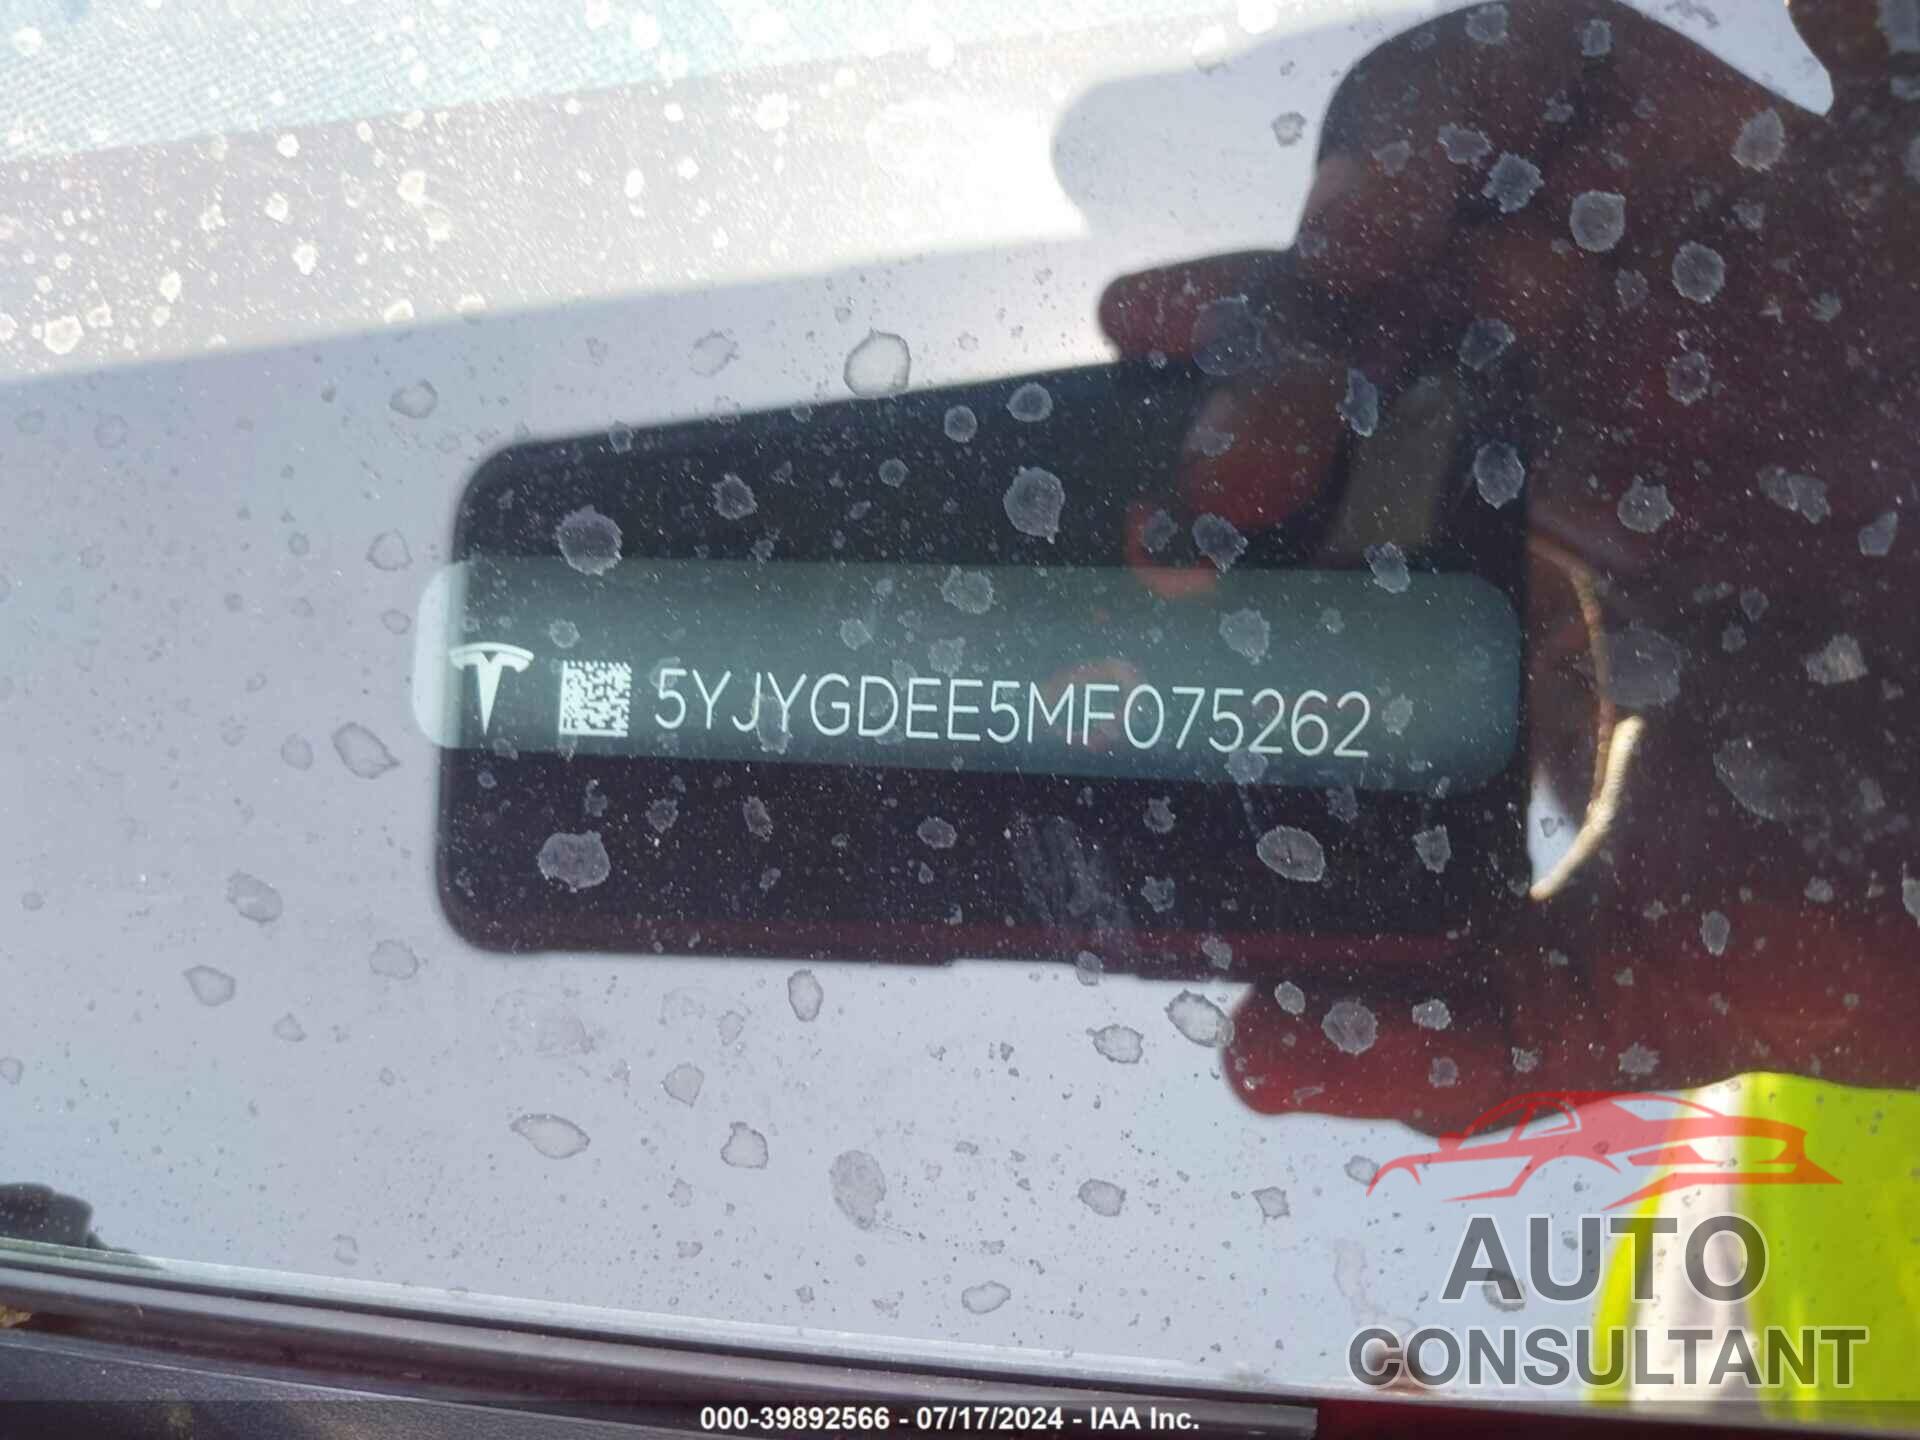 5YJYGDEE5MF075262
AUTO
CONSULTANT
000-39892566 - 07/17/2024 - IAA Inc.